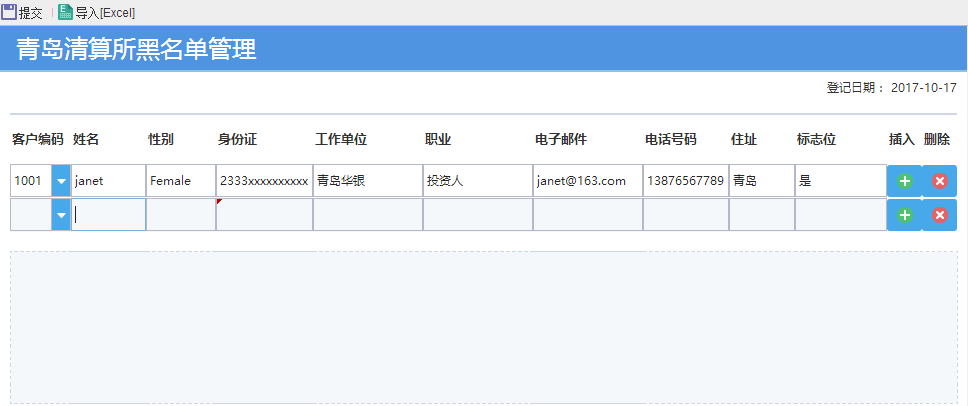 提交 导入[Excel]
青岛清算所黑名单管理
登记日期： 2017-10-17
客户编码 姓名 性别 身份证 工作单位 职业 电子邮件 电话号码 住址 标志位 插入 删除
1001 janet Female 2333xxxxxxxxxx 青岛华银 投资人 janet@163.com 13876567789 青岛 是